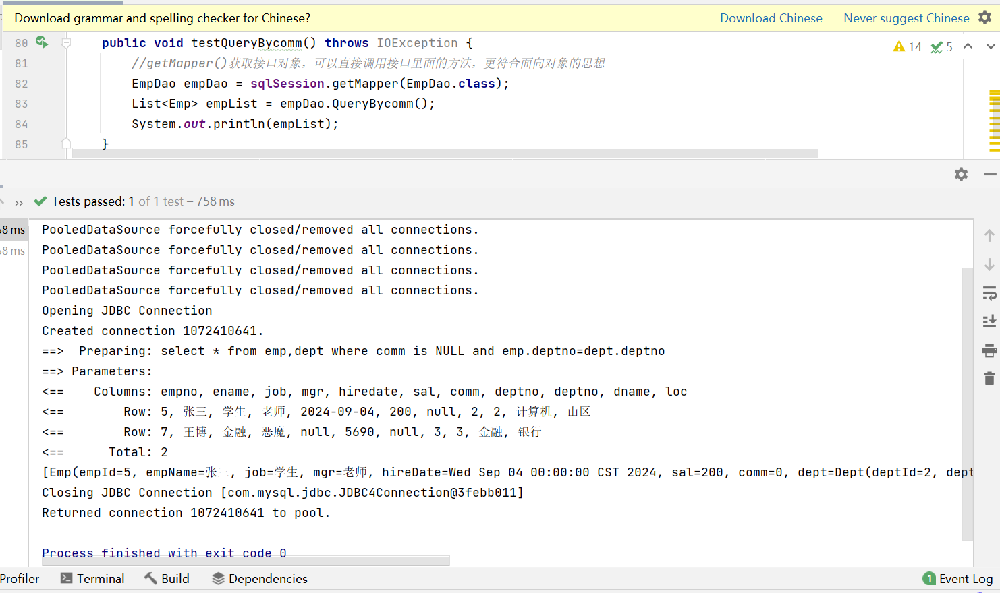 Download grammar and spelling checker for Chinese? Download Chinese Never suggest Chinese
80 public void testQueryBycomm() throws IOException {
14 5
81 //getMapper()获取接口对象，可以直接调用接口里面的方法，更符合面向对象的思想
82 EmpDao empDao = sqlSession.getMapper(EmpDao.class);
83 List<Emp> empList = empDao.QueryBycomm();
84 System.out.println(empList);
85 }
>> Tests passed: 1 of 1 test – 758 ms
58 ms
58 ms
PooledDataSource forcefully closed/removed all connections.
PooledDataSource forcefully closed/removed all connections.
PooledDataSource forcefully closed/removed all connections.
PooledDataSource forcefully closed/removed all connections.
Opening JDBC Connection
Created connection 1072410641.
==>  Preparing: select * from emp,dept where comm is NULL and emp.deptno=dept.deptno
==> Parameters:
<==    Columns: empno, ename, job, mgr, hiredate, sal, comm, deptno, deptno, dname, loc
<==        Row: 5, 张三, 学生, 老师, 2024-09-04, 200, null, 2, 2, 计算机, 山区
<==        Row: 7, 王博, 金融, 恶魔, null, 5690, null, 3, 3, 金融, 银行
<==      Total: 2
[Emp(empId=5, empName=张三, job=学生, mgr=老师, hireDate=Wed Sep 04 00:00:00 CST 2024, sal=200, comm=0, dept=Dept(deptId=2, dept
Closing JDBC Connection [com.mysql.jdbc.JDBC4Connection@3febb011]
Returned connection 1072410641 to pool.
Process finished with exit code 0
Profiler Terminal Build Dependencies 1 Event Log